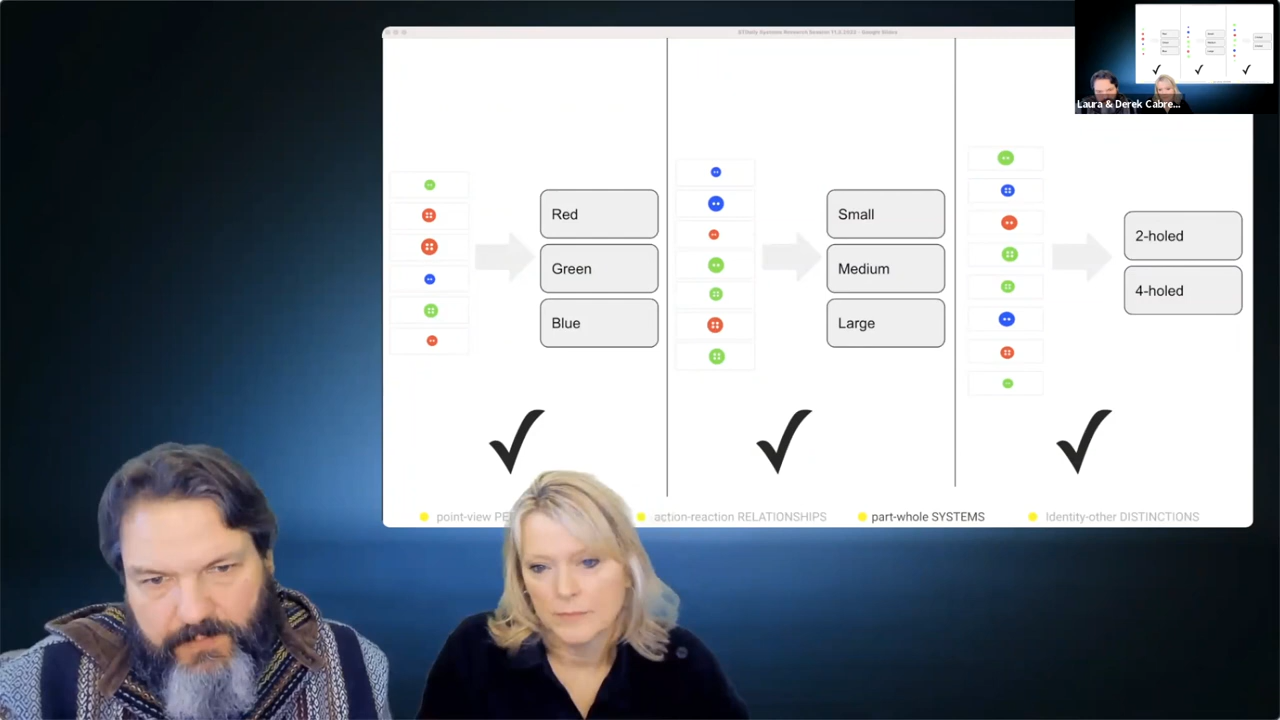 Laura & Derek Cabre...
Red
Green
Blue
Small
Medium
Large
2-holed
4-holed
point-view
action-reaction RELATIONSHIPS
part-whole SYSTEMS
Identity-other DISTINCTIONS